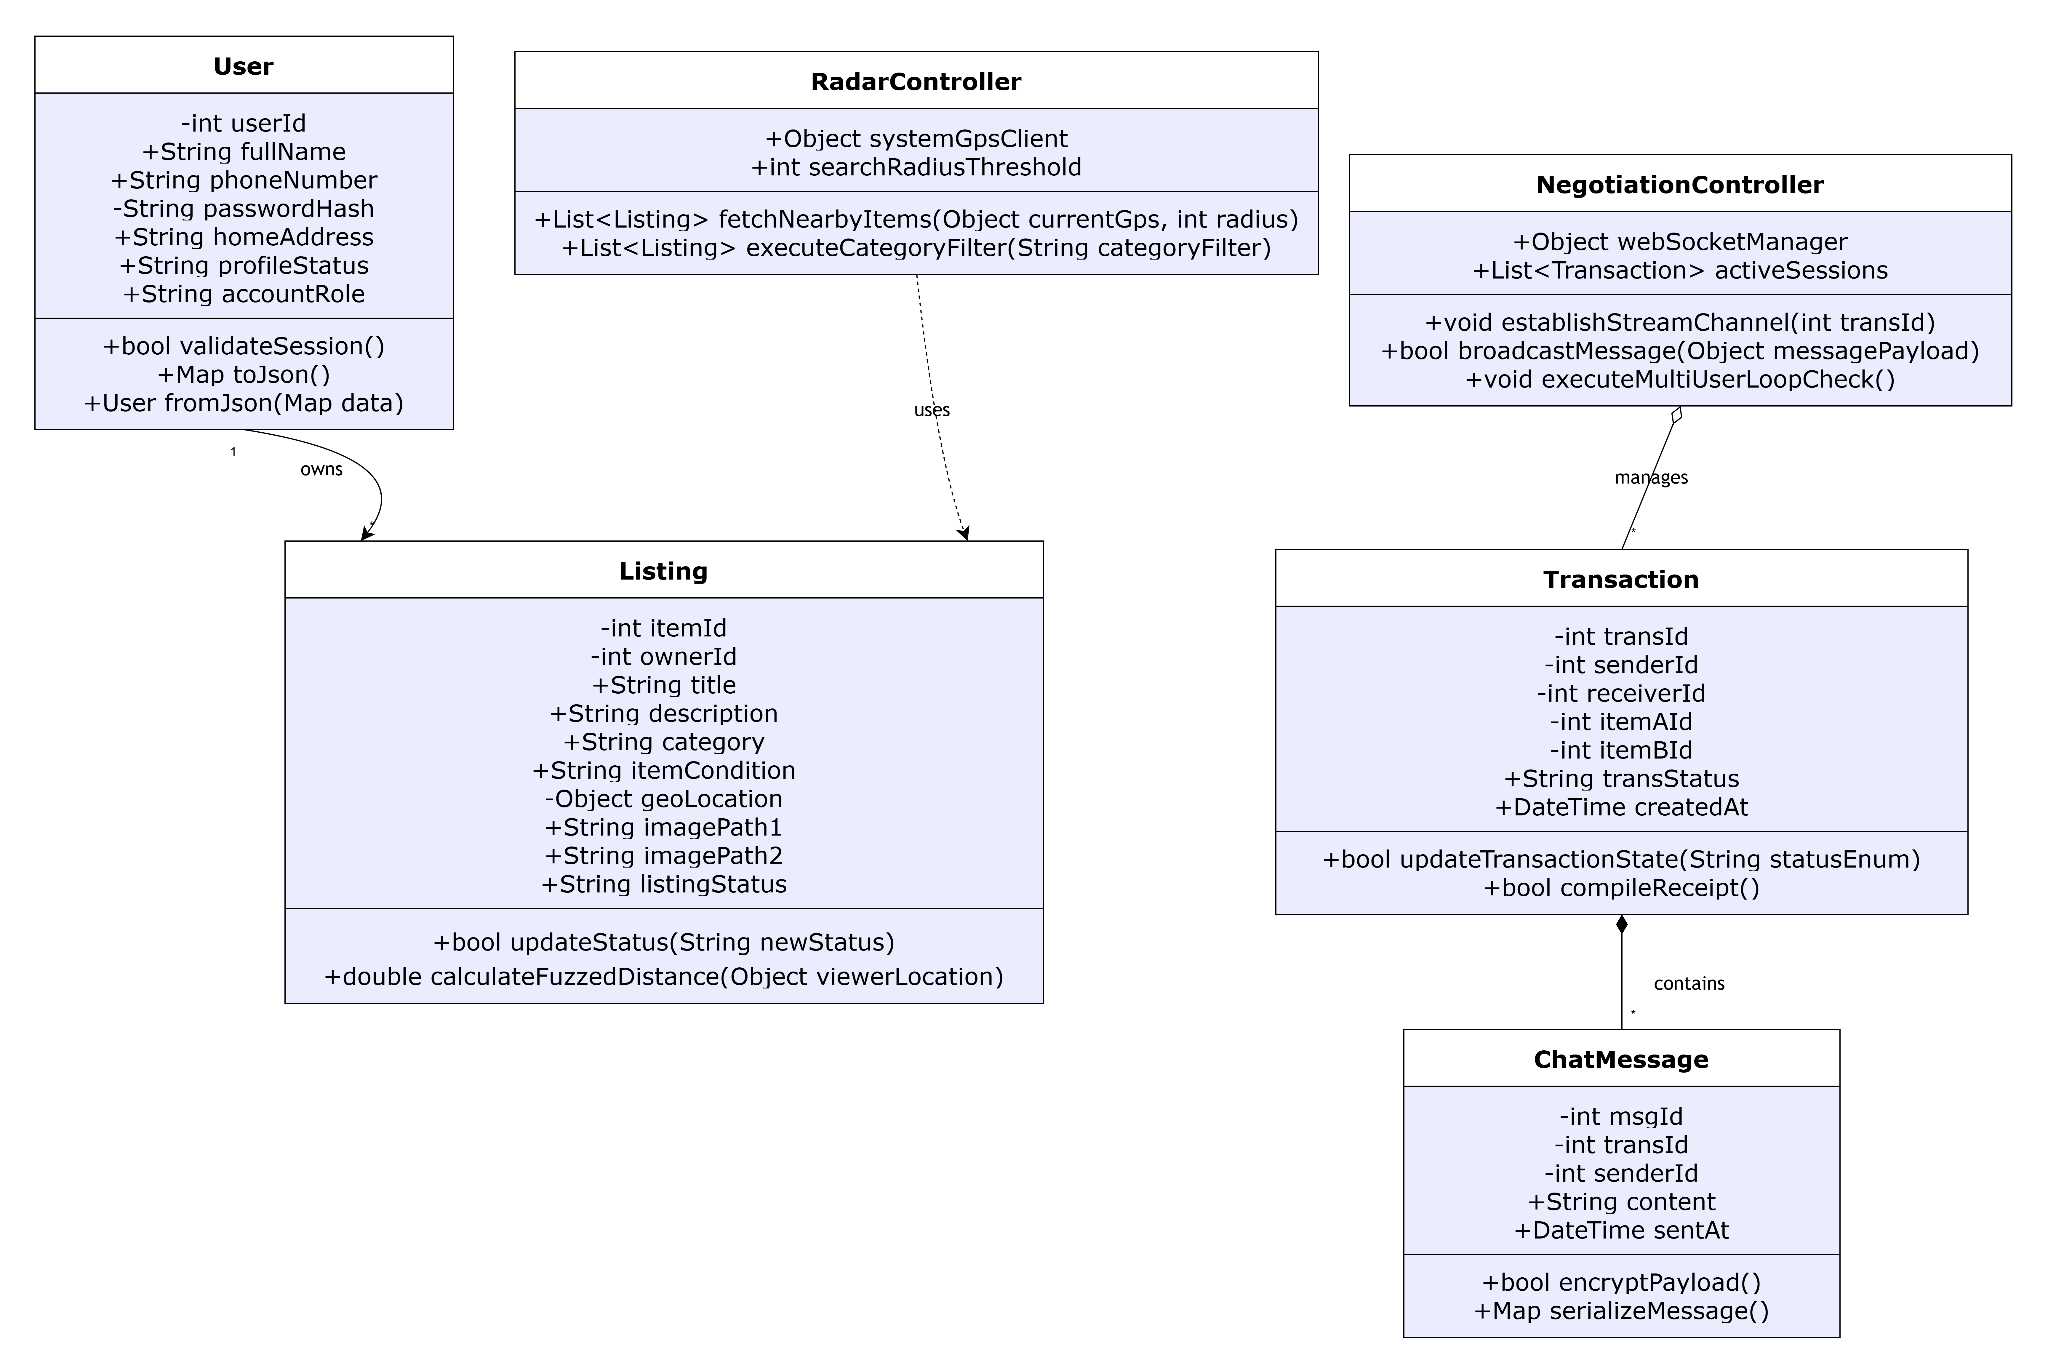 User
-int userId
+String fullName
+String phoneNumber
-String passwordHash
+String homeAddress
+String profileStatus
+String accountRole
+bool validateSession()
+Map toJson()
+User fromJson(Map data)
RadarController
+Object systemGpsClient
+int searchRadiusThreshold
+List<Listing> fetchNearbyItems(Object currentGps, int radius)
+List<Listing> executeCategoryFilter(String categoryFilter)
NegotiationController
+Object webSocketManager
+List<Transaction> activeSessions
+void establishStreamChannel(int transId)
+bool broadcastMessage(Object messagePayload)
+void executeMultiUserLoopCheck()
1
owns
*
uses
manages
*
Listing
-int itemId
-int ownerId
+String title
+String description
+String category
+String itemCondition
-Object geoLocation
+String imagePath1
+String imagePath2
+String listingStatus
+bool updateStatus(String newStatus)
+double calculateFuzzedDistance(Object viewerLocation)
Transaction
-int transId
-int senderId
-int receiverId
-int itemAId
-int itemBId
+String transStatus
+DateTime createdAt
+bool updateTransactionState(String statusEnum)
+bool compileReceipt()
contains
*
ChatMessage
-int msgId
-int transId
-int senderId
+String content
+DateTime sentAt
+bool encryptPayload()
+Map serializeMessage()